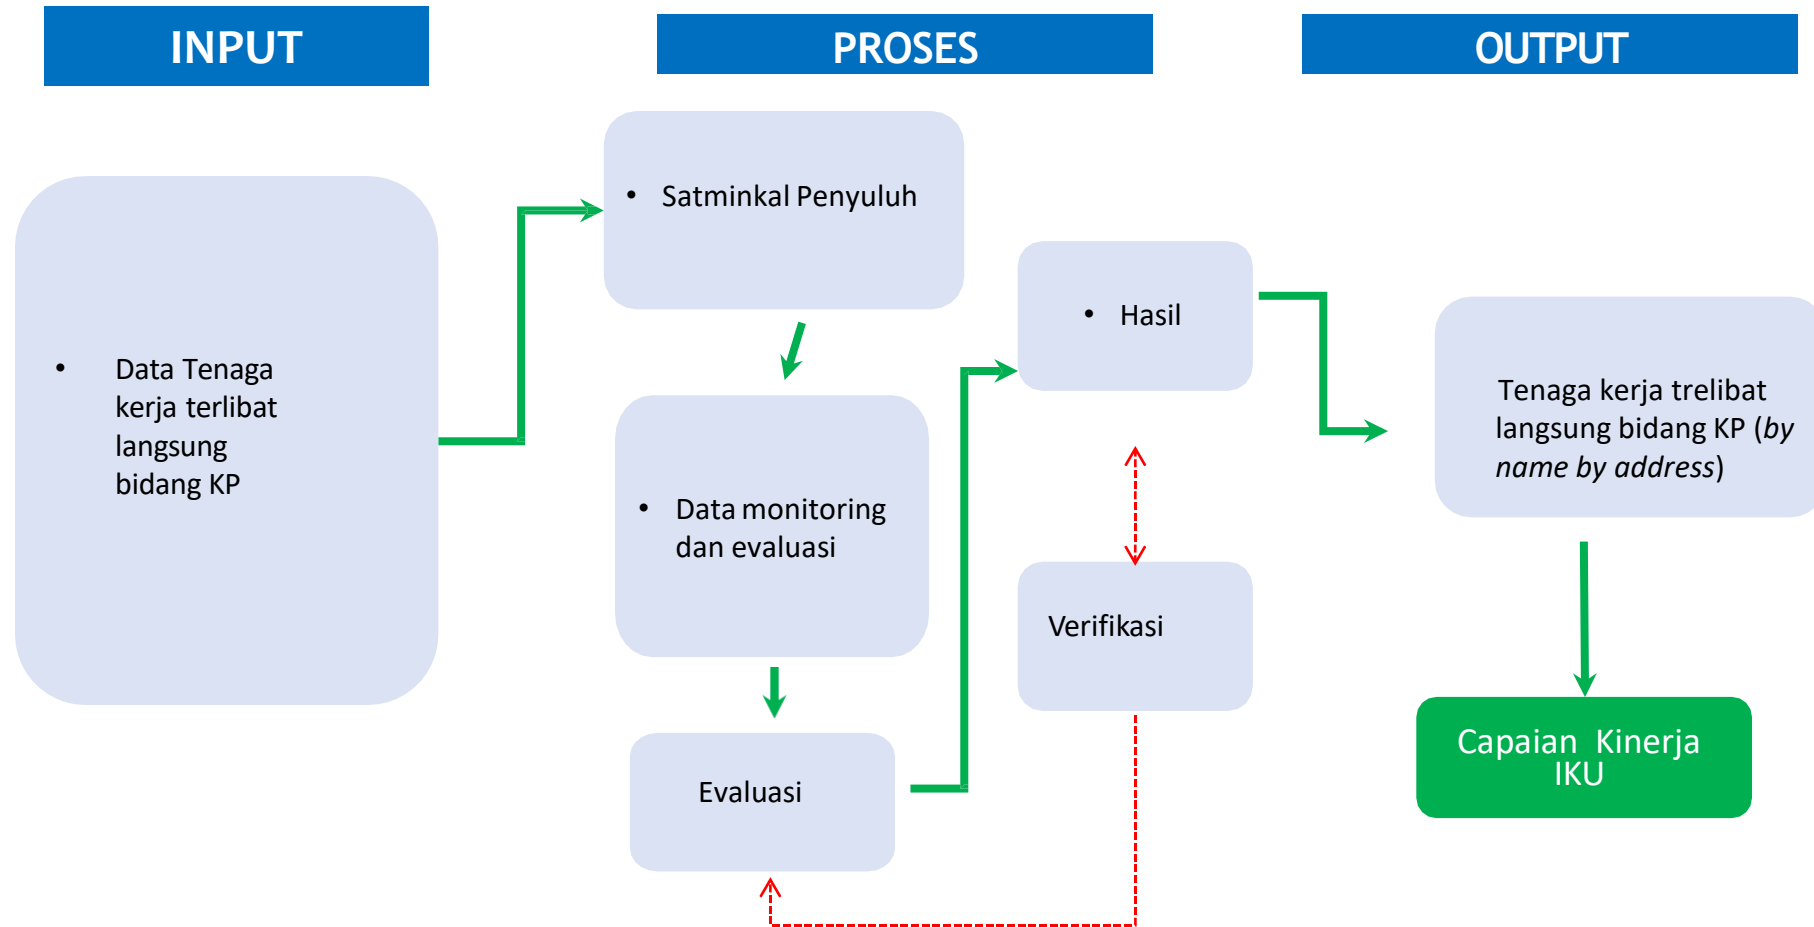 INPUT
PROSES
OUTPUT
• Data Tenaga
kerja terlibat
langsung
bidang KP
• Satminkal Penyuluh
• Data monitoring
dan evaluasi
Evaluasi
• Hasil
Verifikasi
Tenaga kerja trelibat
langsung bidang KP (by
name by address)
Capaian Kinerja
IKU